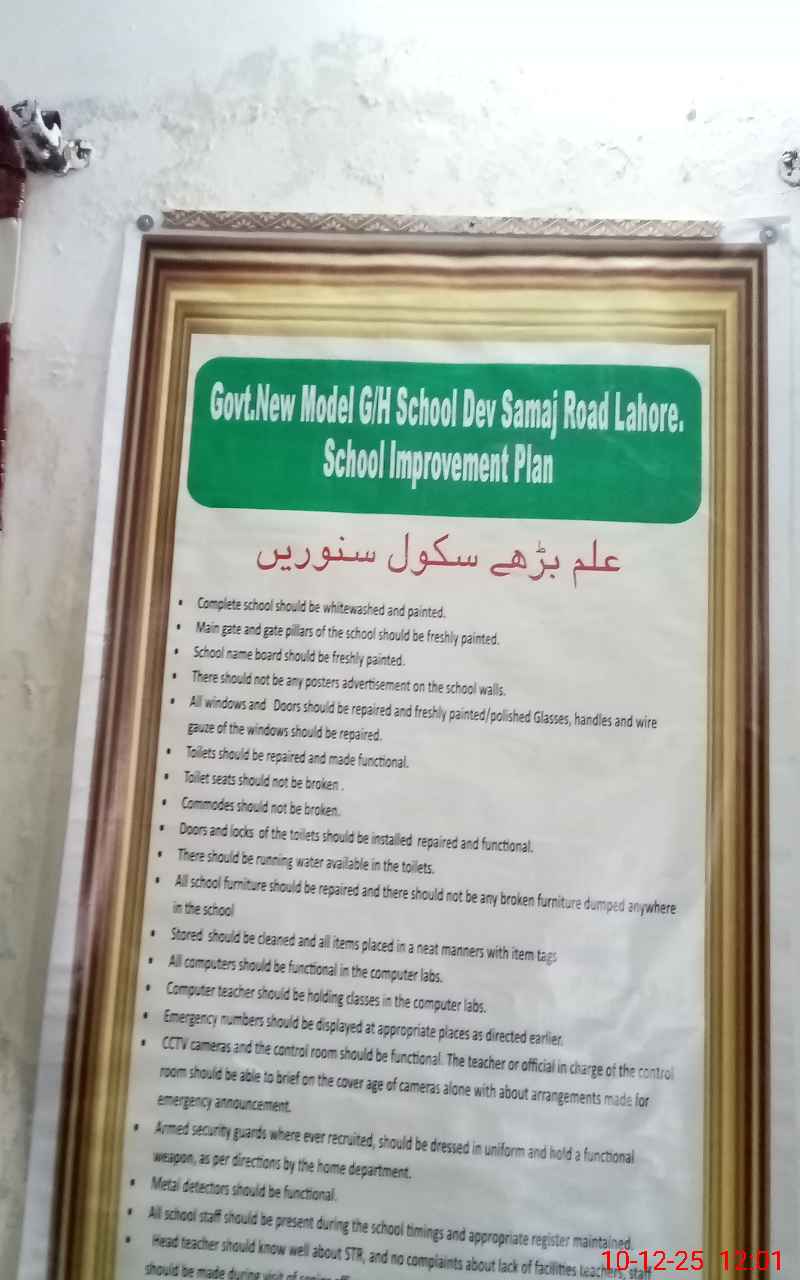 Govt.New Model G/H School Dev Samaj Road Lahore.
School Improvement Plan
علم بڑھے سکول سنوریں
• Complete school should be whitewashed and painted.
• Main gate and gate pillars of the school should be freshly painted.
• School name board should be freshly painted.
• There should not be any posters advertisement on the school walls.
• All windows and Doors should be repaired and freshly painted/polished Glasses, handles and wire
gauze of the windows should be repaired.
• Toilets should be repaired and made functional.
• Toilet seats should not be broken .
• Commodes should not be broken.
• Doors and locks of the toilets should be installed repaired and functional.
• There should be running water available in the toilets.
• All school furniture should be repaired and there should not be any broken furniture dumped anywhere
in the school
• Stored should be cleaned and all items placed in a neat manners with item tags
• All computers should be functional in the computer labs.
• Computer teacher should be holding classes in the computer labs.
• Emergency numbers should be displayed at appropriate places as directed earlier.
• CCTV cameras and the control room should be functional. The teacher or official in charge of the control
room should be able to brief on the cover age of cameras alone with about arrangements made for
emergency announcement.
• Armed security guards where ever recruited, should be dressed in uniform and hold a functional
weapon, as per directions by the home department.
• Metal detectors should be functional.
• All school staff should be present during the school timings and appropriate register maintained.
• Head teacher should know well about STR, and no complaints about lack of facilities teachers, staff
should be made during visit of senior
10-12-25 12:01